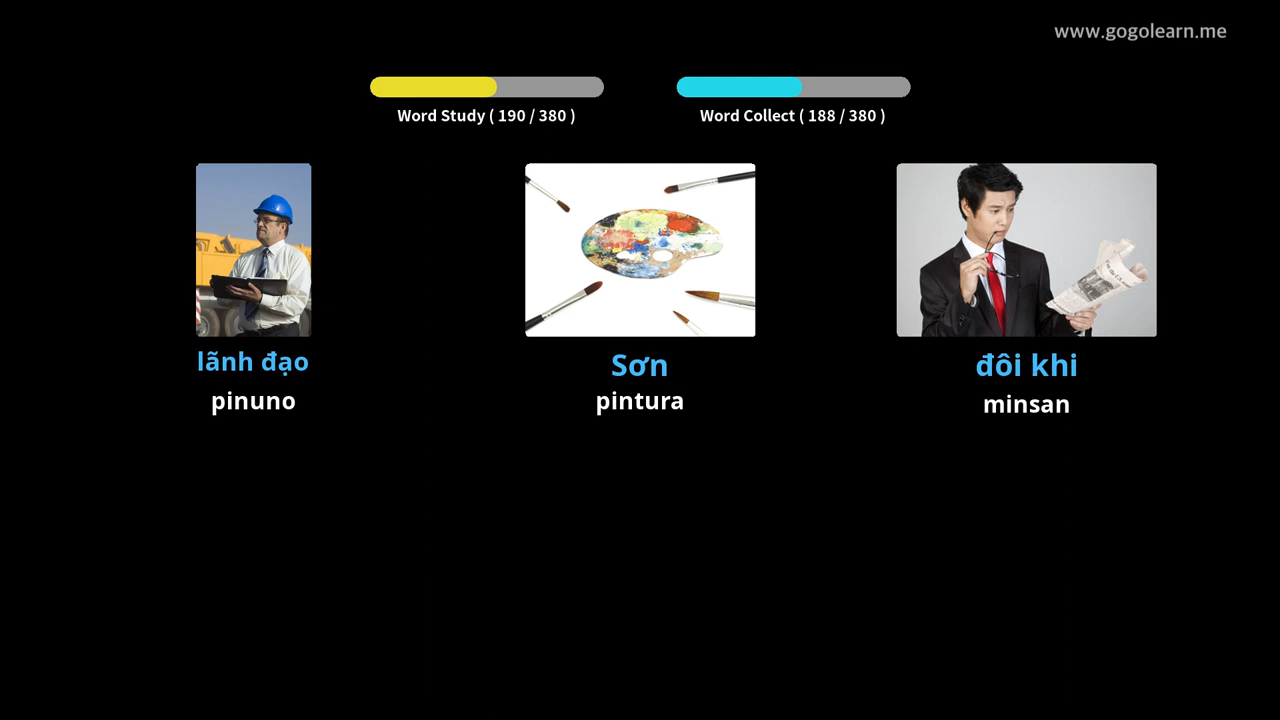 www.gogolearn.me
Word Study ( 190 / 380 )
Word Collect ( 188 / 380 )
lãnh đạo
pinuno
Sơn
pintura
đôi khi
minsan